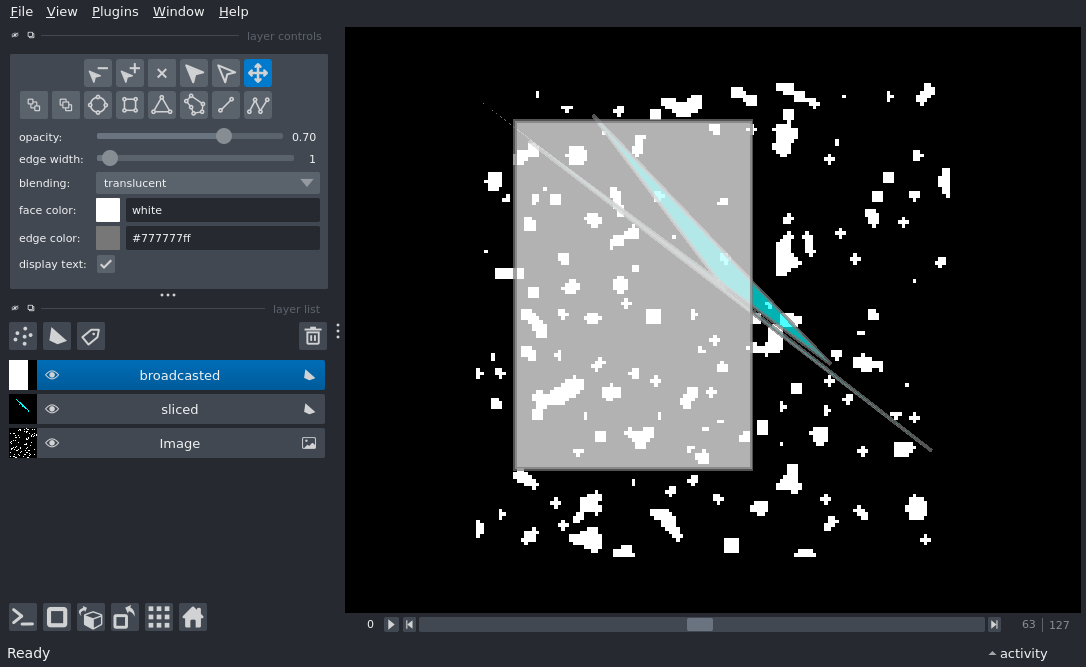 File View Plugins Window Help
layer controls
opacity: 0.70
edge width: 1
blending: translucent
face color: white
edge color: #777777ff
display text:
layer list
broadcasted
sliced
Image
0 63 127
Ready activity